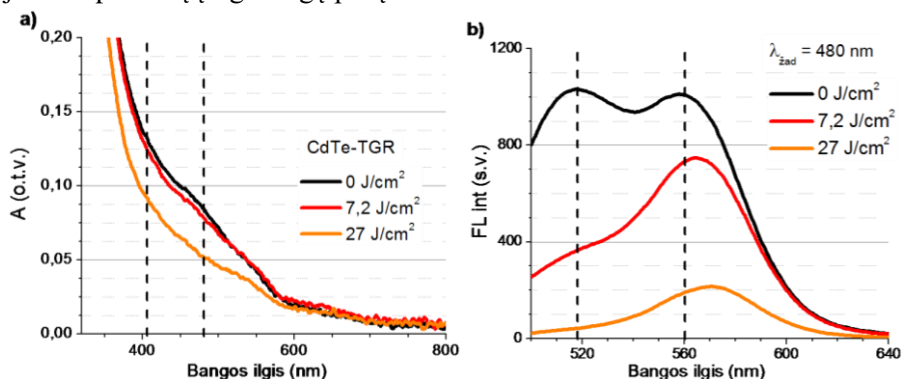 a)
0,20
0,15
0,10
0,05
0,00
A (o.t.v.)
CdTe-TGR
0 J/cm²
7,2 J/cm²
27 J/cm²
400
600
800
Bangos ilgis (nm)
b)
1200
800
400
0
FL Int (s.v.)
λžad = 480 nm
0 J/cm²
7,2 J/cm²
27 J/cm²
520
560
600
640
Bangos ilgis (nm)